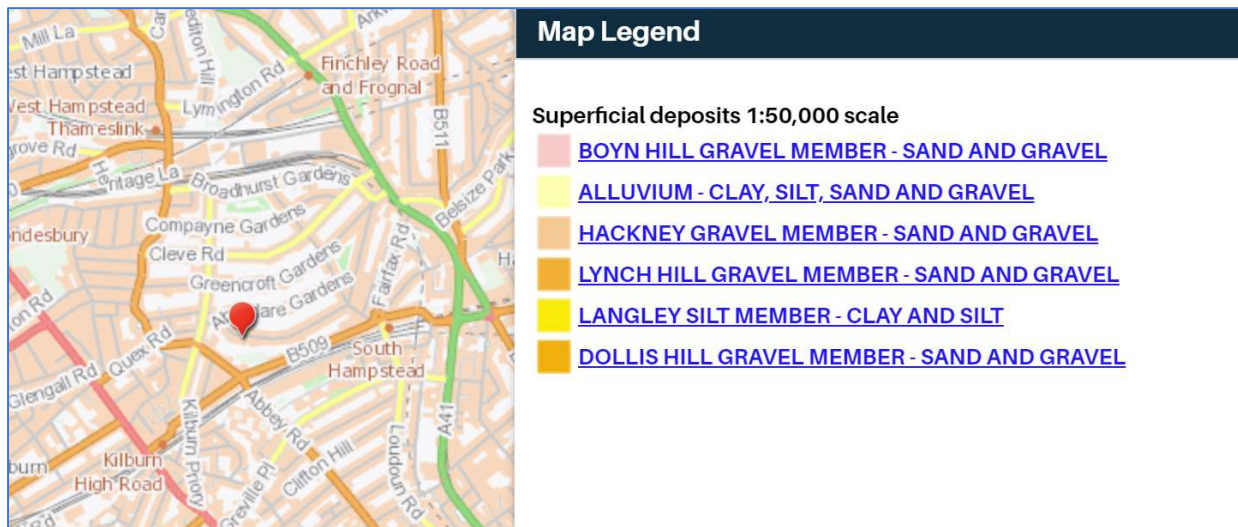 Mill La
Finchley Road
and Frognal
Lymington Rd
West Hampstead
Thameslink
B511
Broadhurst Gardens
Belsize Park
Compayne Gardens
Cleve Rd
Greencroft Gardens
Fairfax Rd
Quex Rd
B509
South
Hampstead
Glengall Rd
Abbey Rd
A41
Kilburn
High Road
Kilburn Priory
Clifton Hill
Greville Pl
Loudoun Rd
Map Legend
Superficial deposits 1:50,000 scale
BOYN HILL GRAVEL MEMBER - SAND AND GRAVEL
ALLUVIUM - CLAY, SILT, SAND AND GRAVEL
HACKNEY GRAVEL MEMBER - SAND AND GRAVEL
LYNCH HILL GRAVEL MEMBER - SAND AND GRAVEL
LANGLEY SILT MEMBER - CLAY AND SILT
DOLLIS HILL GRAVEL MEMBER - SAND AND GRAVEL